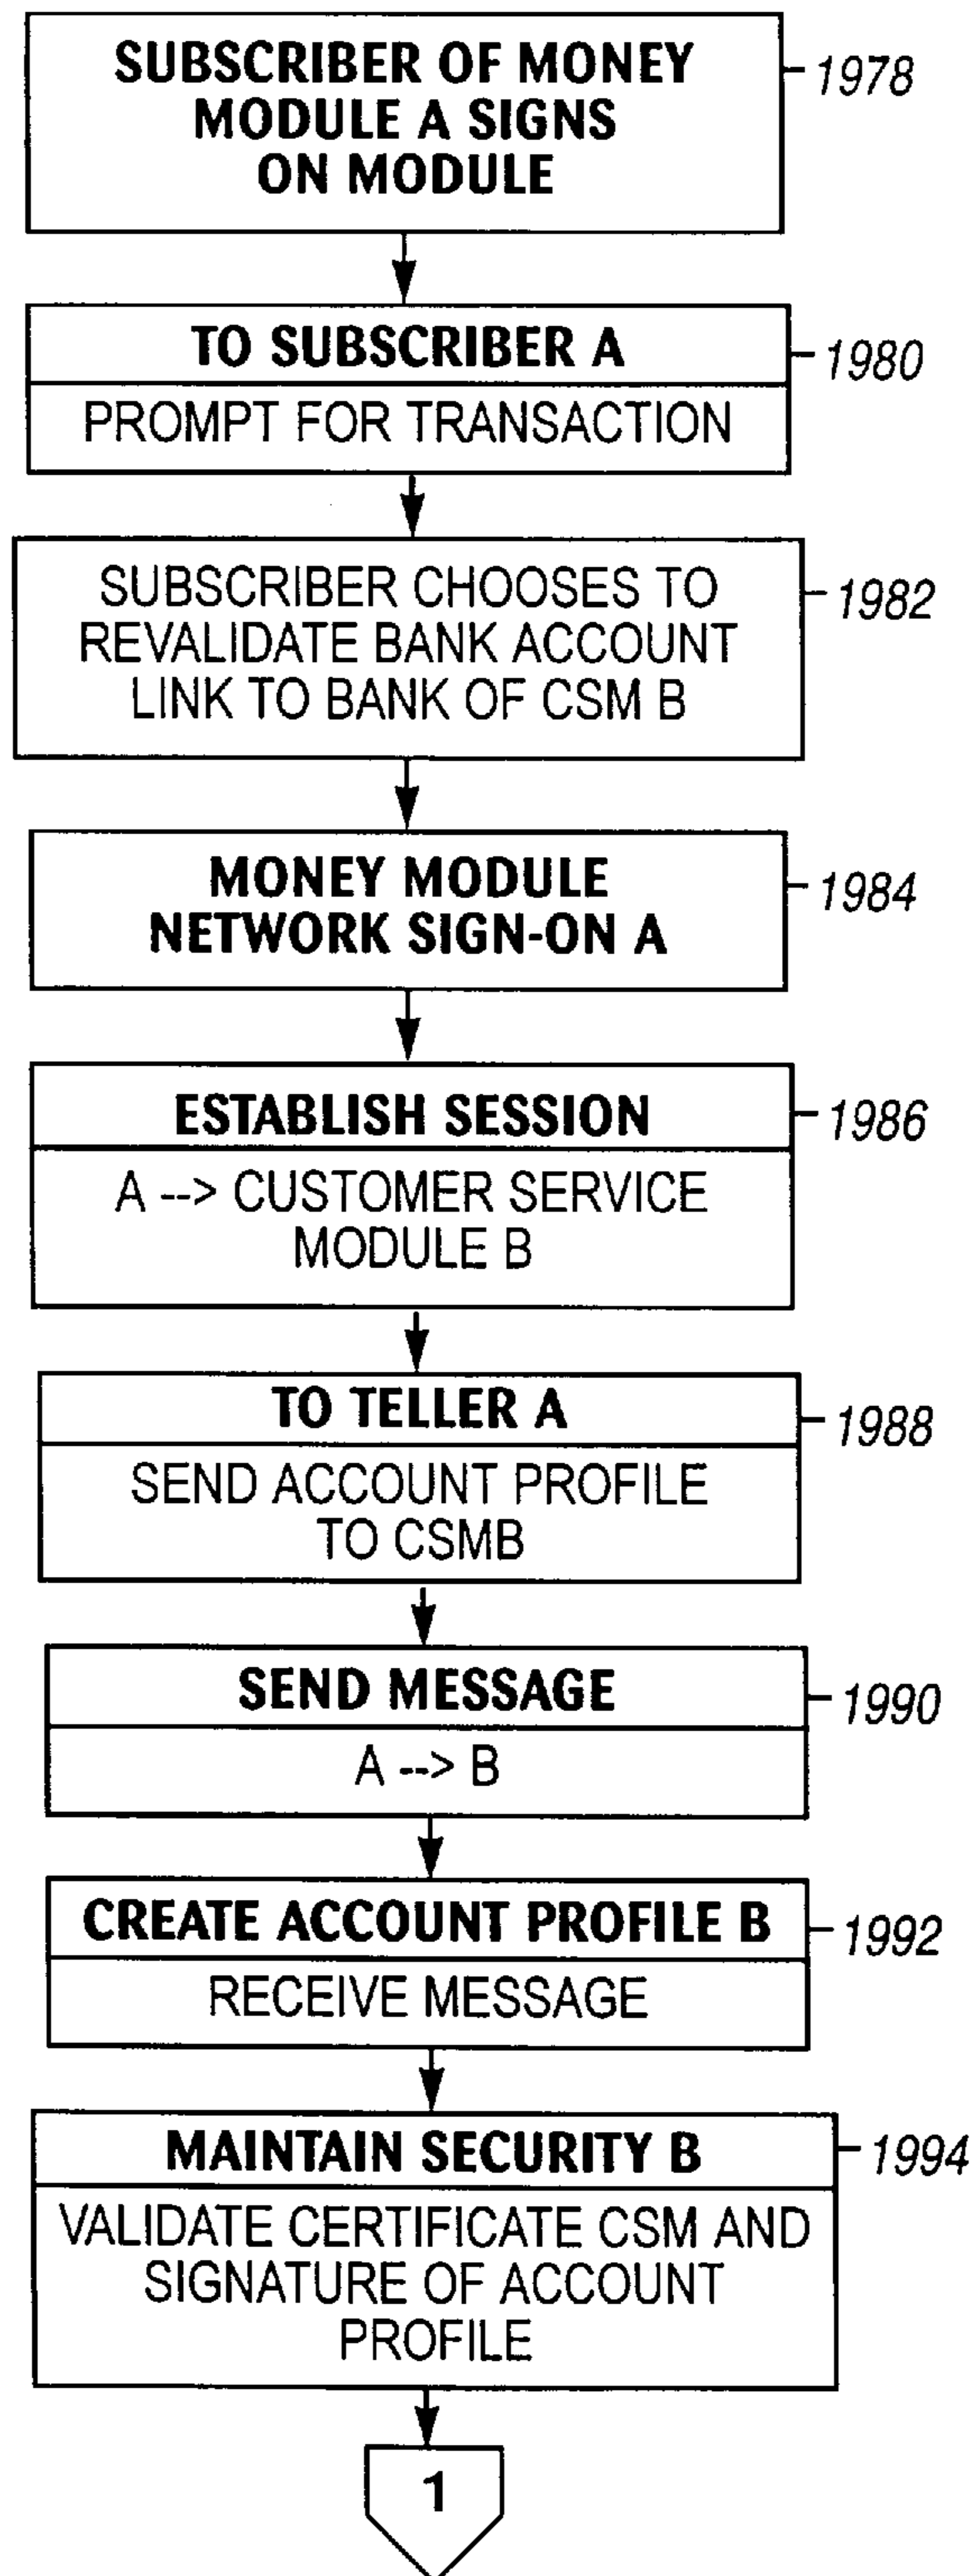 SUBSCRIBER OF MONEY
MODULE A SIGNS
ON MODULE
1978
TO SUBSCRIBER A
1980
PROMPT FOR TRANSACTION
SUBSCRIBER CHOOSES TO
REVALIDATE BANK ACCOUNT
LINK TO BANK OF CSM B
1982
MONEY MODULE
NETWORK SIGN-ON A
1984
ESTABLISH SESSION
1986
A --> CUSTOMER SERVICE
MODULE B
TO TELLER A
1988
SEND ACCOUNT PROFILE
TO CSMB
SEND MESSAGE
1990
A --> B
CREATE ACCOUNT PROFILE B
1992
RECEIVE MESSAGE
MAINTAIN SECURITY B
1994
VALIDATE CERTIFICATE CSM AND
SIGNATURE OF ACCOUNT
PROFILE
1